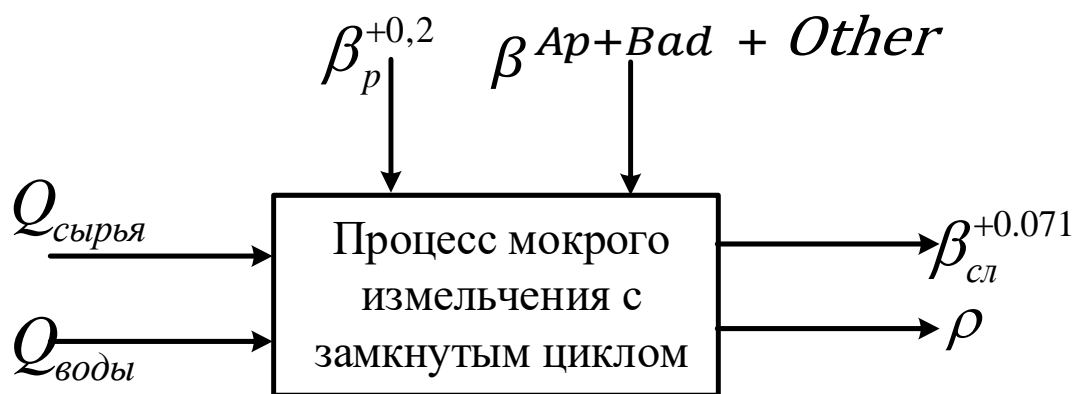 β_p^{+0,2}
β^{Ap+Bad + Other}
Q_{сырья}
Q_{воды}
Процесс мокрого
измельчения с
замкнутым циклом
β_{сл}^{+0.071}
ρ